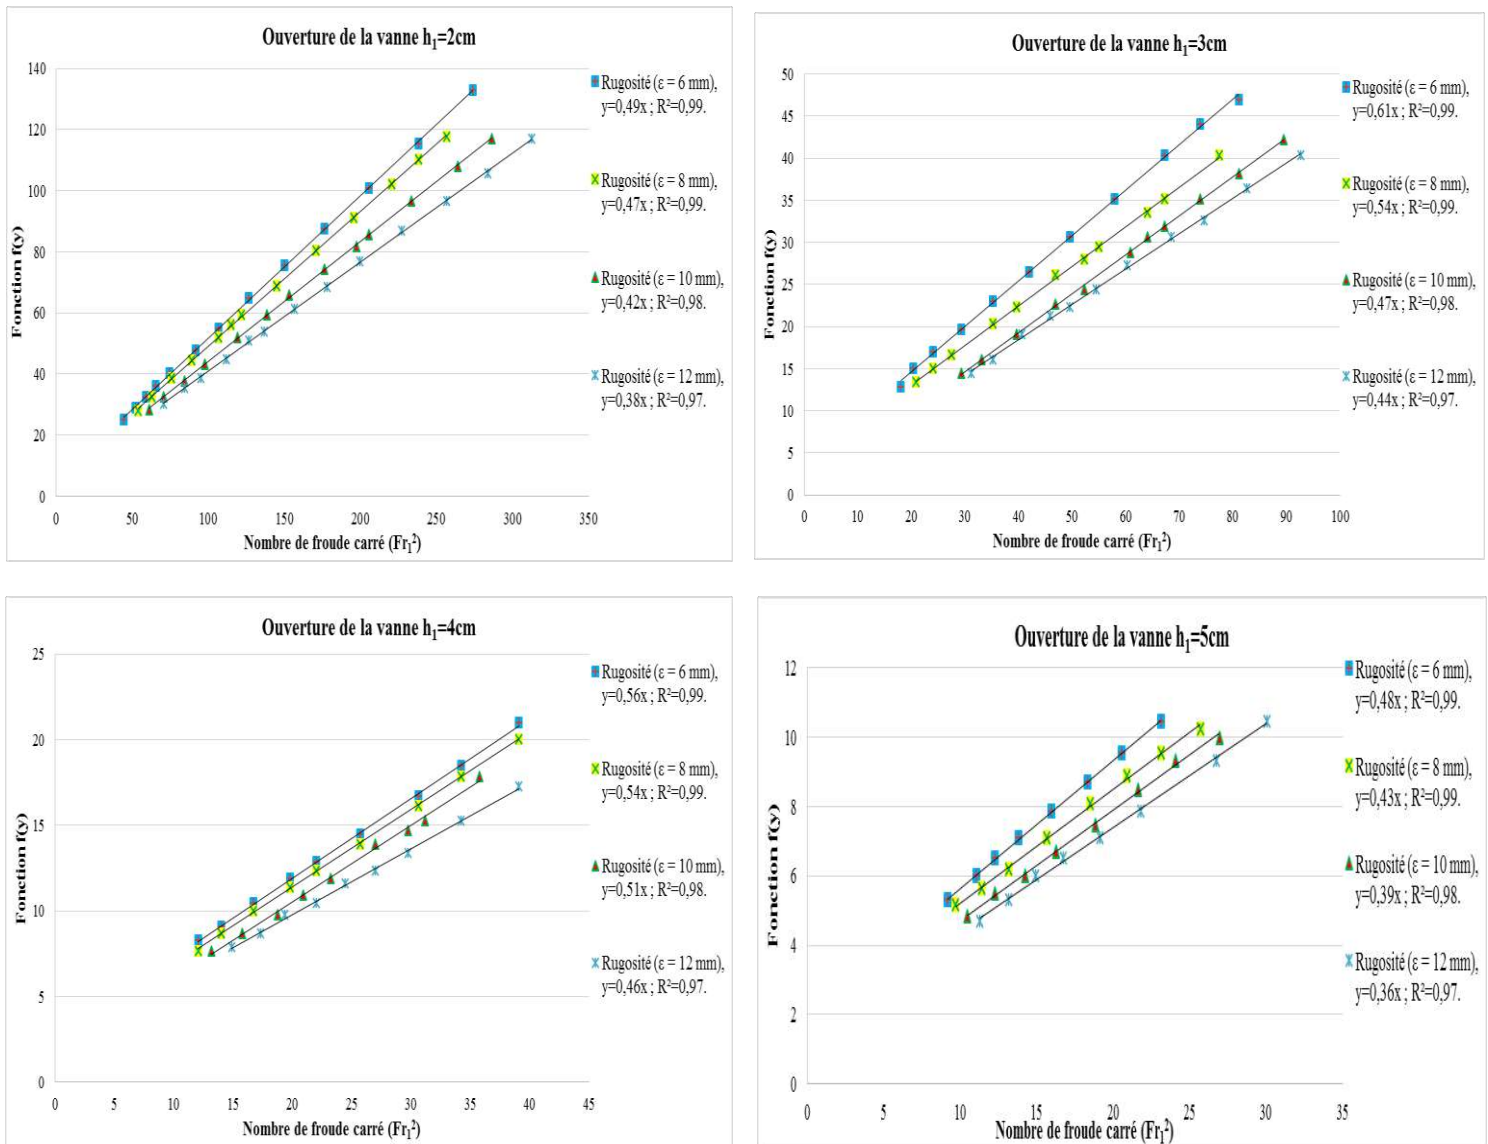 Ouverture de la vanne h₁=2cm
140
120
100
80
60
40
20
0
Fonction f(y)
0 50 100 150 200 250 300 350
Nombre de froude carré (Fr₁²)
Rugosité (ε = 6 mm),
y=0,49x ; R²=0,99.
Rugosité (ε = 8 mm),
y=0,47x ; R²=0,99.
Rugosité (ε = 10 mm),
y=0,42x ; R²=0,98.
Rugosité (ε = 12 mm),
y=0,38x ; R²=0,97.
Ouverture de la vanne h₁=3cm
50
45
40
35
30
25
20
15
10
5
0
Fonction f(y)
0 10 20 30 40 50 60 70 80 90 100
Nombre de froude carré (Fr₁²)
Rugosité (ε = 6 mm),
y=0,61x ; R²=0,99.
Rugosité (ε = 8 mm),
y=0,54x ; R²=0,99.
Rugosité (ε = 10 mm),
y=0,47x ; R²=0,98.
Rugosité (ε = 12 mm),
y=0,44x ; R²=0,97.
Ouverture de la vanne h₁=4cm
25
20
15
10
5
0
Fonction f(y)
0 5 10 15 20 25 30 35 40 45
Nombre de froude carré (Fr₁²)
Rugosité (ε = 6 mm),
y=0,56x ; R²=0,99.
Rugosité (ε = 8 mm),
y=0,54x ; R²=0,99.
Rugosité (ε = 10 mm),
y=0,51x ; R²=0,98.
Rugosité (ε = 12 mm),
y=0,46x ; R²=0,97.
Ouverture de la vanne h₁=5cm
12
10
8
6
4
2
0
Fonction f(y)
0 5 10 15 20 25 30 35
Nombre de froude carré (Fr₁²)
Rugosité (ε = 6 mm),
y=0,48x ; R²=0,99.
Rugosité (ε = 8 mm),
y=0,43x ; R²=0,99.
Rugosité (ε = 10 mm),
y=0,39x ; R²=0,98.
Rugosité (ε = 12 mm),
y=0,36x ; R²=0,97.